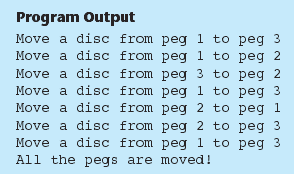 Program Output
Move a disc from peg 1 to peg 3
Move a disc from peg 1 to peg 2
Move a disc from peg 3 to peg 2
Move a disc from peg 1 to peg 3
Move a disc from peg 2 to peg 1
Move a disc from peg 2 to peg 3
Move a disc from peg 1 to peg 3
All the pegs are moved!